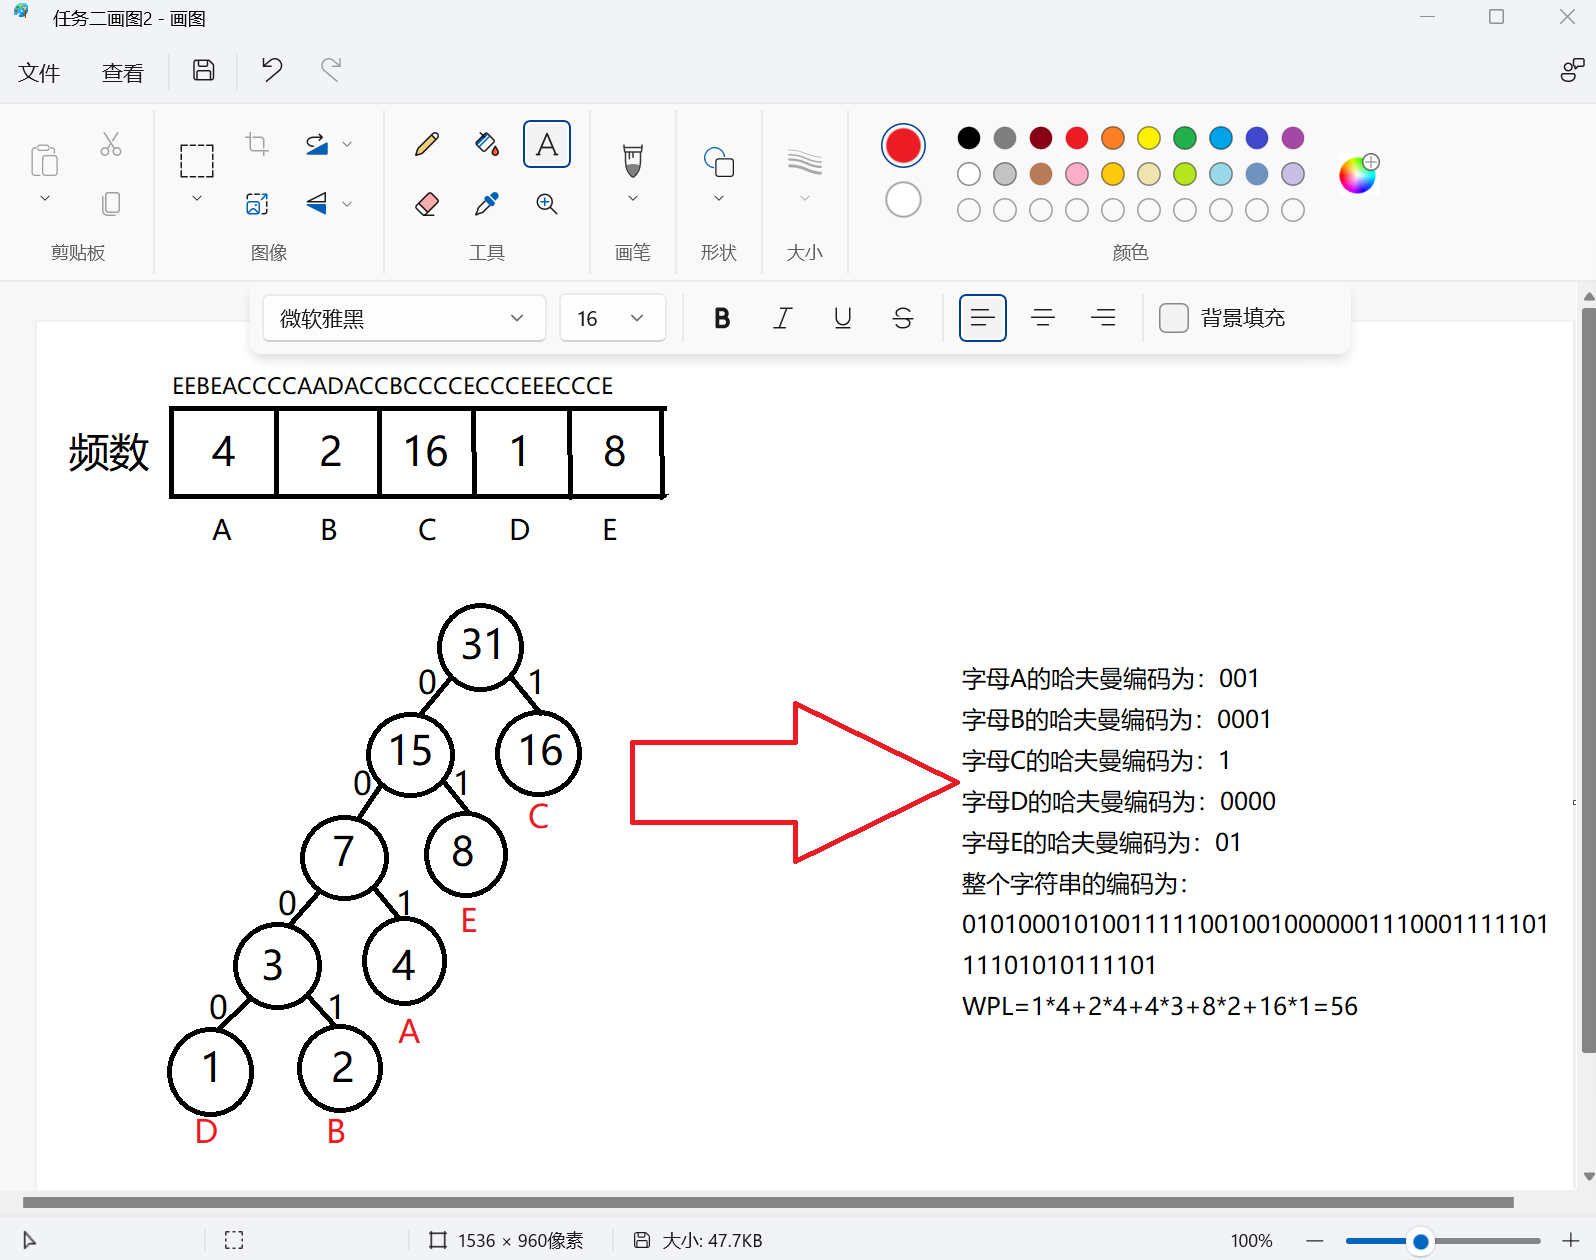 任务二画图2 - 画图
文件 查看
剪贴板 图像 工具 画笔 形状 大小 颜色
微软雅黑 16 B I U S 背景填充
EEBEACCCCAADACCBCCCCECCCEEECCCE
频数 4 2 16 1 8
A B C D E
31
0 1
15 16
0 1
C
7 8
0 1
E
3 4
0 1
A
1 2
D B
字母A的哈夫曼编码为：001
字母B的哈夫曼编码为：0001
字母C的哈夫曼编码为：1
字母D的哈夫曼编码为：0000
字母E的哈夫曼编码为：01
整个字符串的编码为：
0101000101001111100100100000011100011111101
11101010111101
WPL=1*4+2*4+4*3+8*2+16*1=56
1536 × 960像素 大小: 47.7KB 100%